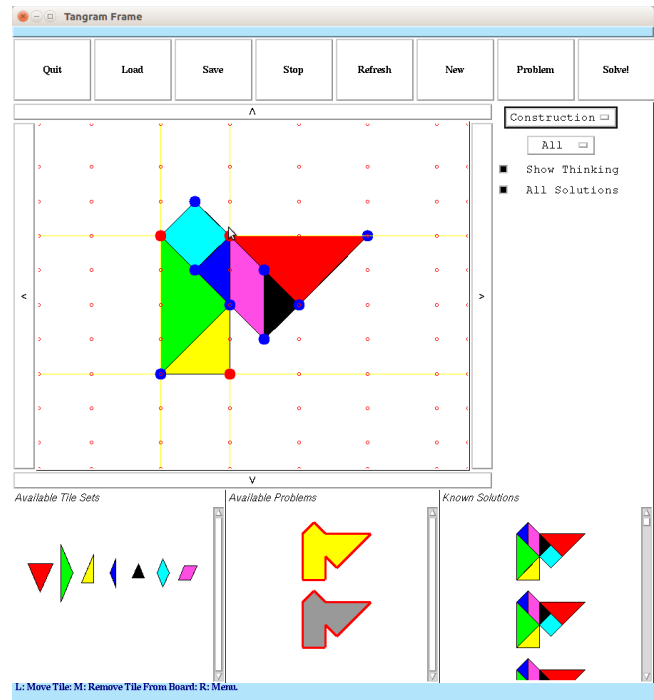 Tangram Frame
Quit Load Save Stop Refresh New Problem Solve!
Λ
Construction
All
Show Thinking
All Solutions
< >
V
Available Tile Sets Available Problems Known Solutions
L: Move Tile: M: Remove Tile From Board: R: Menu.